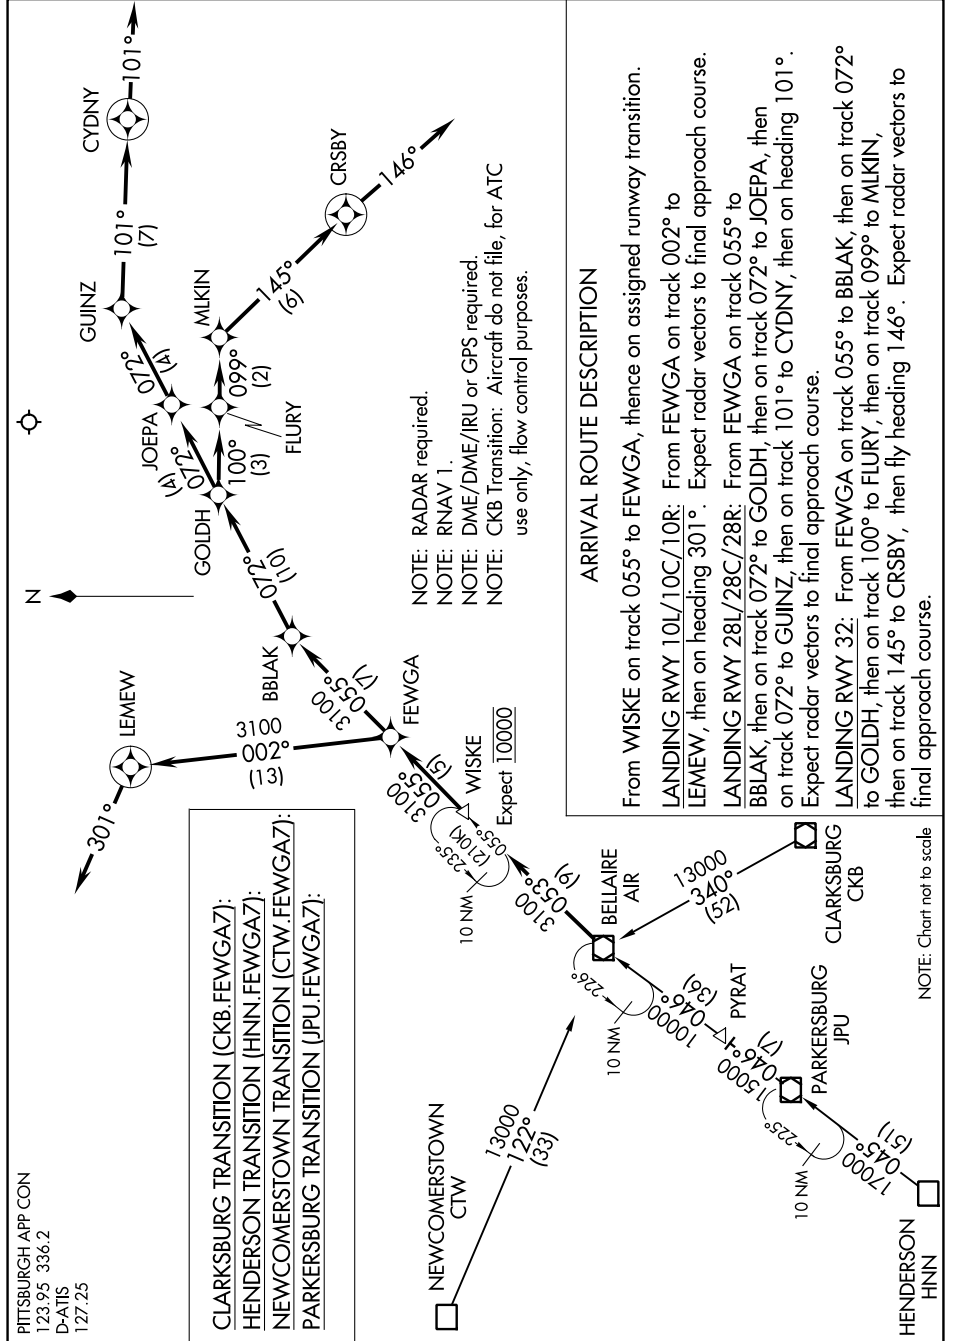 PITTSBURGH APP CON
123.95 336.2
D-ATIS
127.25
CLARKSBURG TRANSITION (CKB.FEWGA7):
HENDERSON TRANSITION (HNN.FEWGA7):
NEWCOMERSTOWN TRANSITION (CTW.FEWGA7):
PARKERSBURG TRANSITION (JPU.FEWGA7):
301°
LEMEW
3100
002°
(13)
N
CYDNY
101°
101°
(7)
GUINZ
072°
(4)
JOEPA
072°
(4)
GOLDH
100°
(3)
FLURY
099°
(2)
MLKIN
145°
(6)
CRSBY
146°
072°
(10)
BBLAK
3100
055°
(7)
FEWGA
3100
055°
(5)
WISKE
Expect 10000
235°
055°
(210K)
10 NM
3100
053°
(9)
BELLAIRE
AIR
226°
10 NM
NEWCOMERSTOWN
CTW
13000
122°
(33)
13000
340°
(52)
CLARKSBURG
CKB
10000
046°
(36)
PYRAT
15000
046°
(7)
PARKERSBURG
JPU
225°
10 NM
17000
045°
(51)
HENDERSON
HNN
NOTE: RADAR required.
NOTE: RNAV 1.
NOTE: DME/DME/IRU or GPS required.
NOTE: CKB Transition: Aircraft do not file, for ATC
use only, flow control purposes.
ARRIVAL ROUTE DESCRIPTION
From WISKE on track 055° to FEWGA, thence on assigned runway transition.
LANDING RWY 10L/10C/10R: From FEWGA on track 002° to
LEMEW, then on heading 301°. Expect radar vectors to final approach course.
LANDING RWY 28L/28C/28R: From FEWGA on track 055° to
BBLAK, then on track 072° to GOLDH, then on track 072° to JOEPA, then
on track 072° to GUINZ, then on track 101° to CYDNY, then on heading 101°.
Expect radar vectors to final approach course.
LANDING RWY 32: From FEWGA on track 055° to BBLAK, then on track 072°
to GOLDH, then on track 100° to FLURY, then on track 099° to MLKIN,
then on track 145° to CRSBY, then fly heading 146°. Expect radar vectors to
final approach course.
NOTE: Chart not to scale